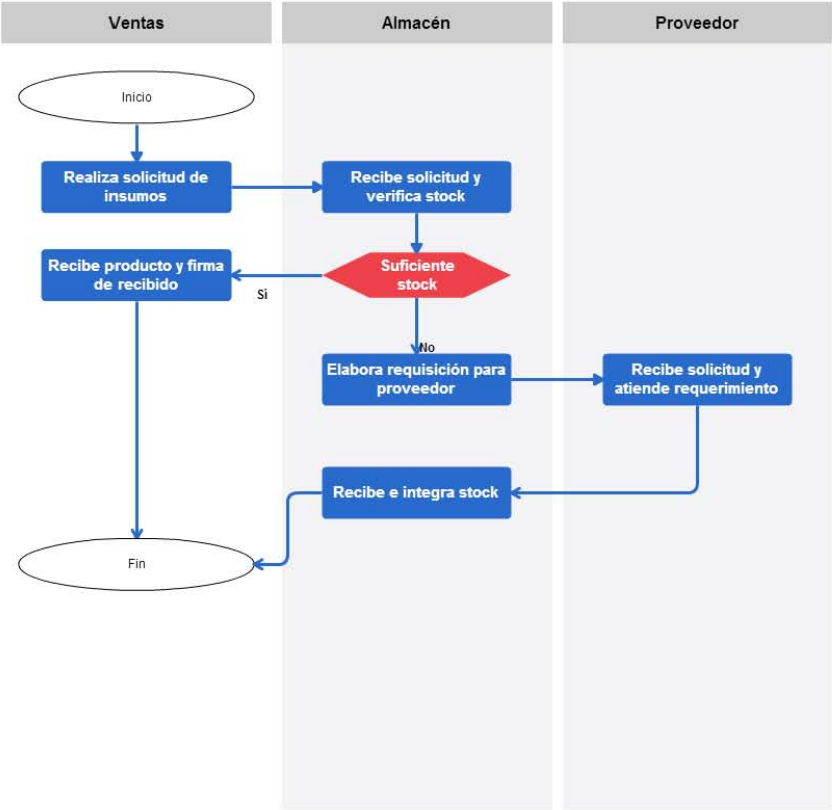 Ventas
Almacén
Proveedor
Inicio
Realiza solicitud de
insumos
Recibe solicitud y
verifica stock
Recibe producto y firma
de recibido
Suficiente
stock
Sí
No
Elabora requisición para
proveedor
Recibe solicitud y
atiende requerimiento
Recibe e integra stock
Fin